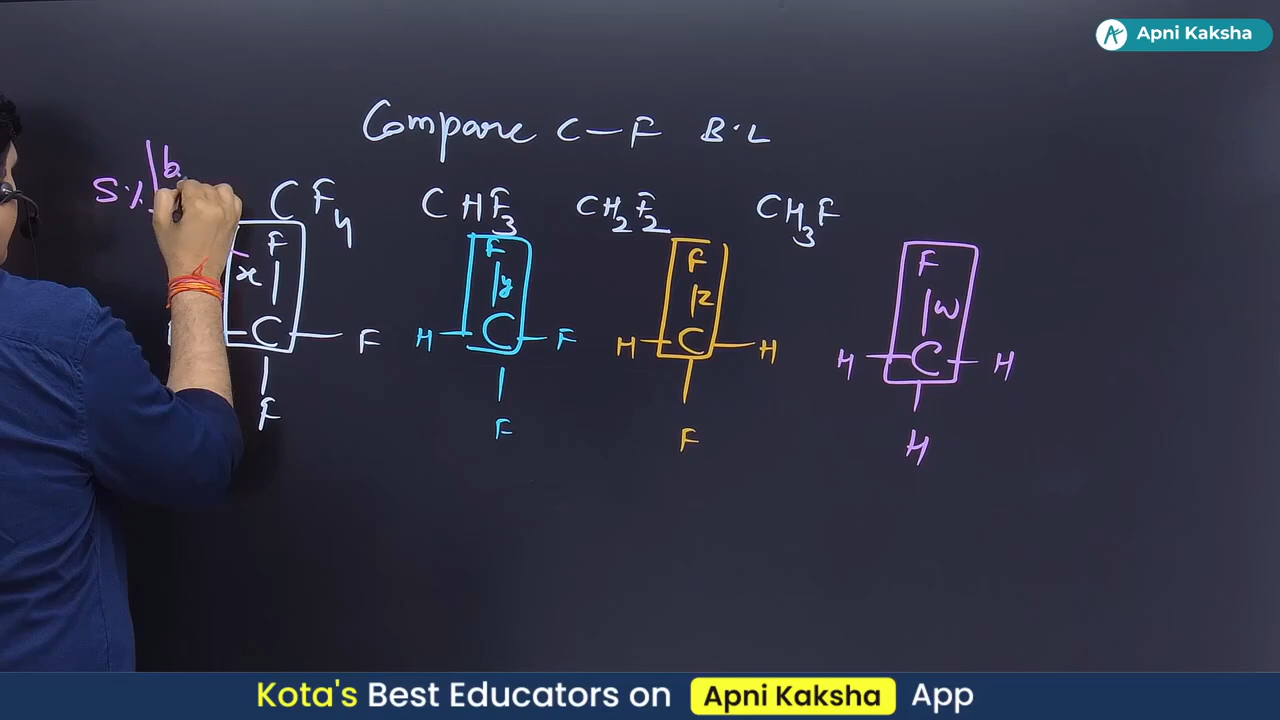 Apni Kaksha
Compare C-F B.L
S% b.
CF4 CHF3 CH2F2 CH3F
F F F F
x y z w
C F H C F H C H H C H
F F F H
Kota's Best Educators on Apni Kaksha App